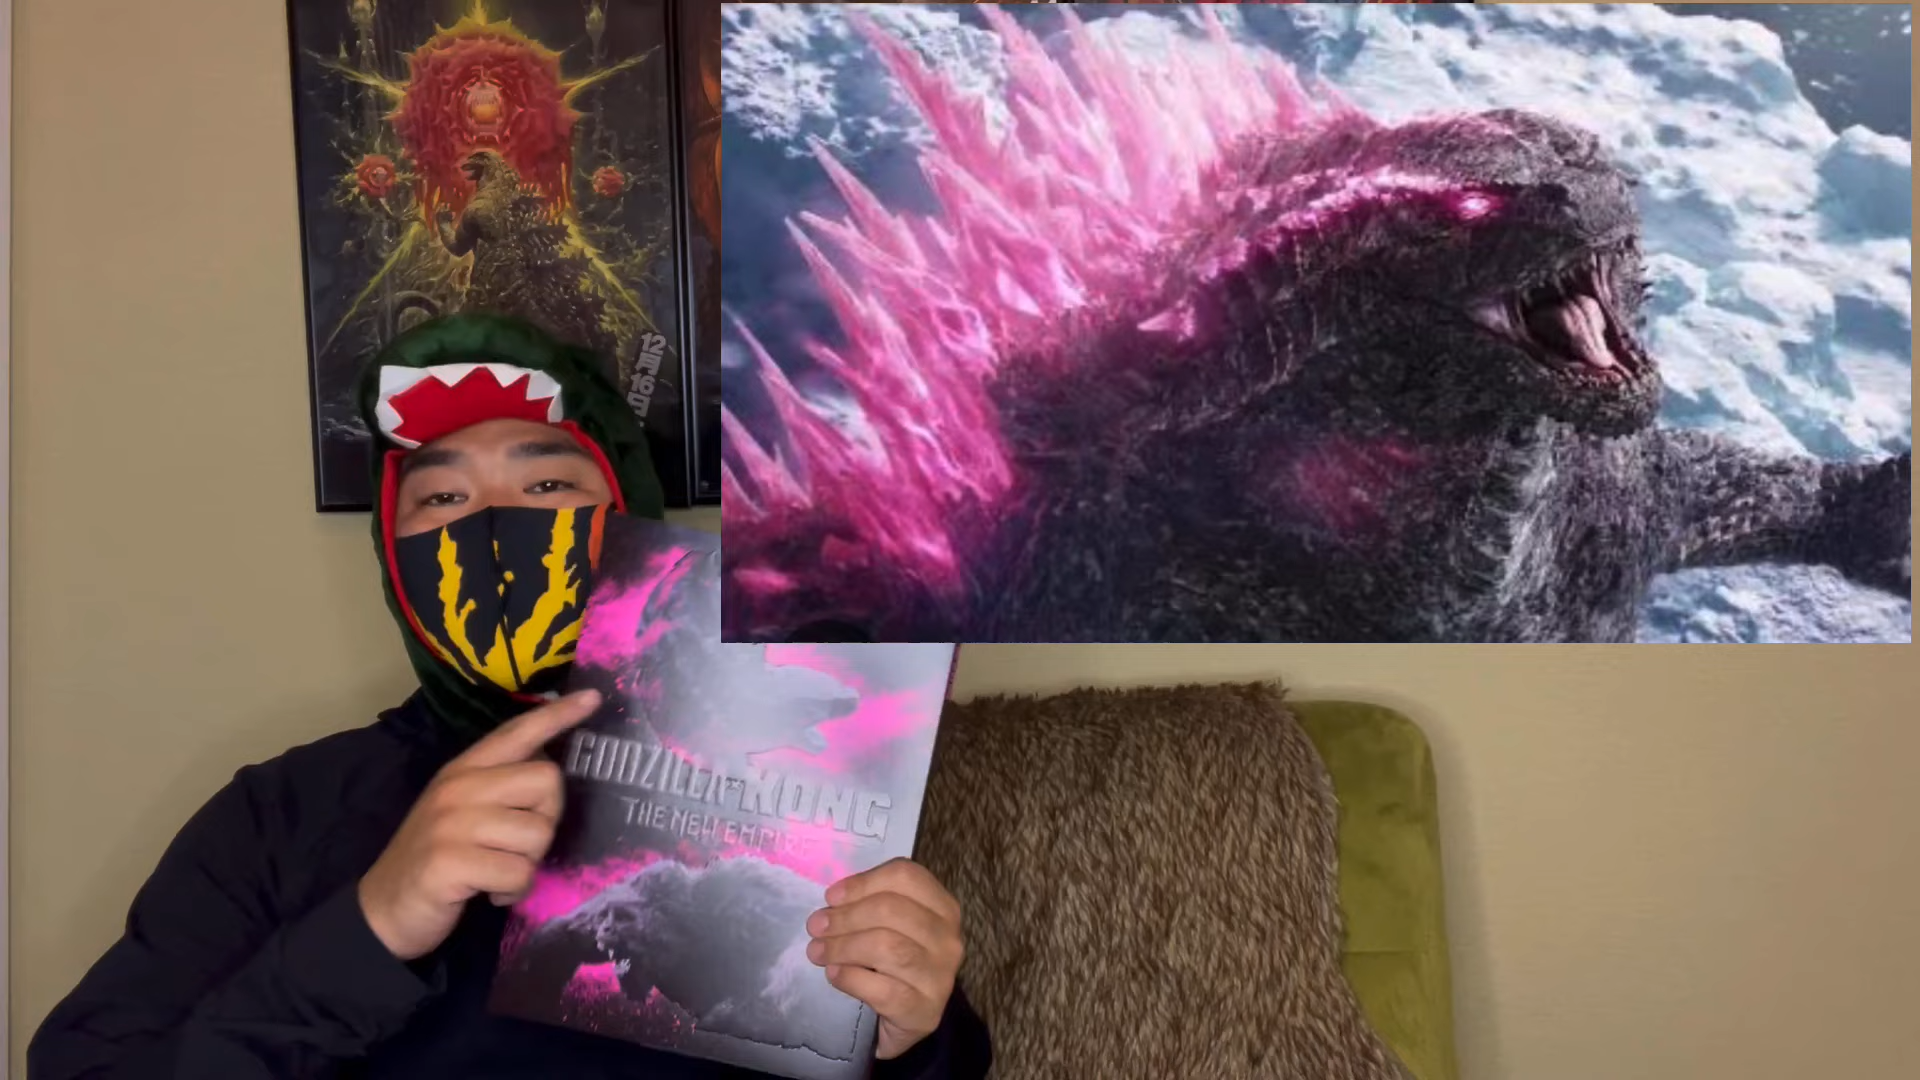 12月16日
GODZILLA × KONG
THE NEW EMPIRE